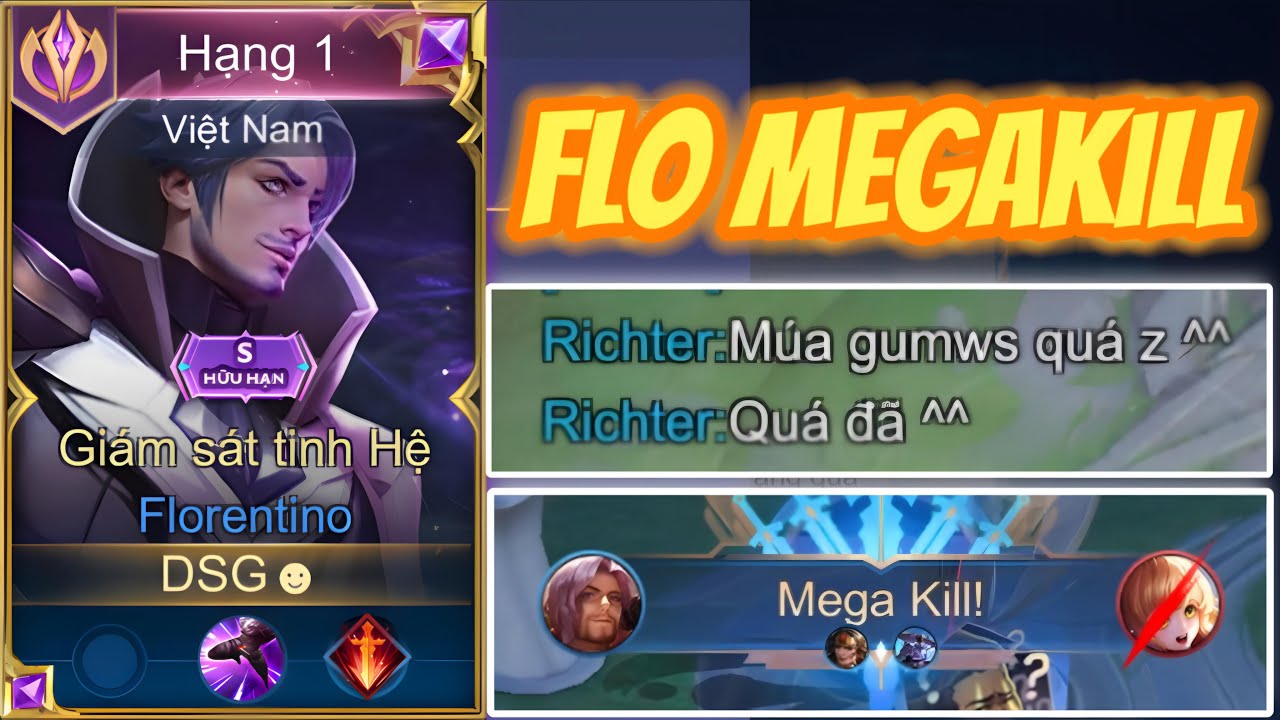 Hạng 1
Việt Nam
S
HỮU HẠN
Giám sát tinh Hệ
Florentino
DSG☻
FLO MEGAKILL
Richter:Múa gumws quá z ^^
Richter:Quá đã ^^
Mega Kill!